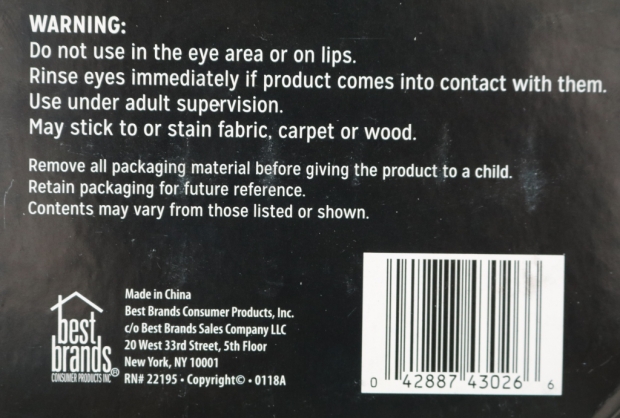 WARNING:
Do not use in the eye area or on lips.
Rinse eyes immediately if product comes into contact with them.
Use under adult supervision.
May stick to or stain fabric, carpet or wood.
Remove all packaging material before giving the product to a child.
Retain packaging for future reference.
Contents may vary from those listed or shown.
best
brands
CONSUMER PRODUCTS INC®
Made in China
Best Brands Consumer Products, Inc.
c/o Best Brands Sales Company LLC
20 West 33rd Street, 5th Floor
New York, NY 10001
RN# 22195 • Copyright© • 0118A
0 42887 43026 6